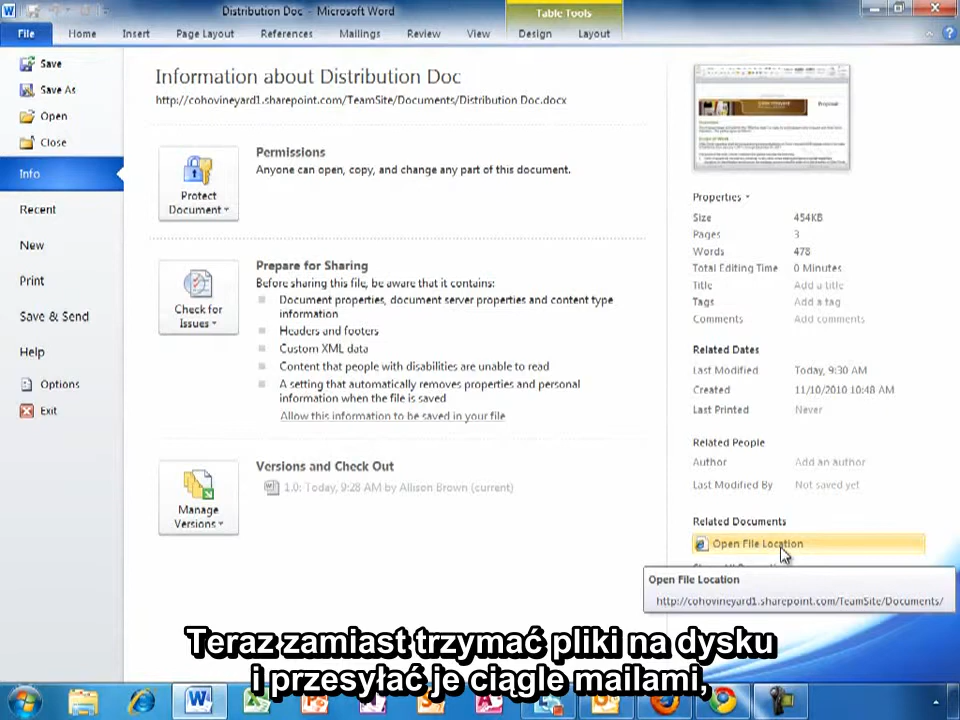 Distribution Doc - Microsoft Word
Table Tools
File
Home
Insert
Page Layout
References
Mailings
Review
View
Design
Layout
Save
Save As
Open
Close
Info
Recent
New
Print
Save & Send
Help
Options
Exit
Information about Distribution Doc
http://cohovineyard1.sharepoint.com/TeamSite/Documents/Distribution Doc.docx
Protect
Document
Permissions
Anyone can open, copy, and change any part of this document.
Check for
Issues
Prepare for Sharing
Before sharing this file, be aware that it contains:
Document properties, document server properties and content type
information
Headers and footers
Custom XML data
Content that people with disabilities are unable to read
A setting that automatically removes properties and personal
information when the file is saved
Allow this information to be saved in your file
Manage
Versions
Versions and Check Out
1.0: Today, 9:28 AM by Allison Brown (current)
Properties
Size 454KB
Pages 3
Words 478
Total Editing Time 0 Minutes
Title Add a title
Tags Add a tag
Comments Add comments
Related Dates
Last Modified Today, 9:30 AM
Created 11/10/2010 10:48 AM
Last Printed Never
Related People
Author Add an author
Last Modified By Not saved yet
Related Documents
Open File Location
Open File Location
http://cohovineyard1.sharepoint.com/TeamSite/Documents/
Teraz zamiast trzymać pliki na dysku
i przesyłać je ciągle mailami,